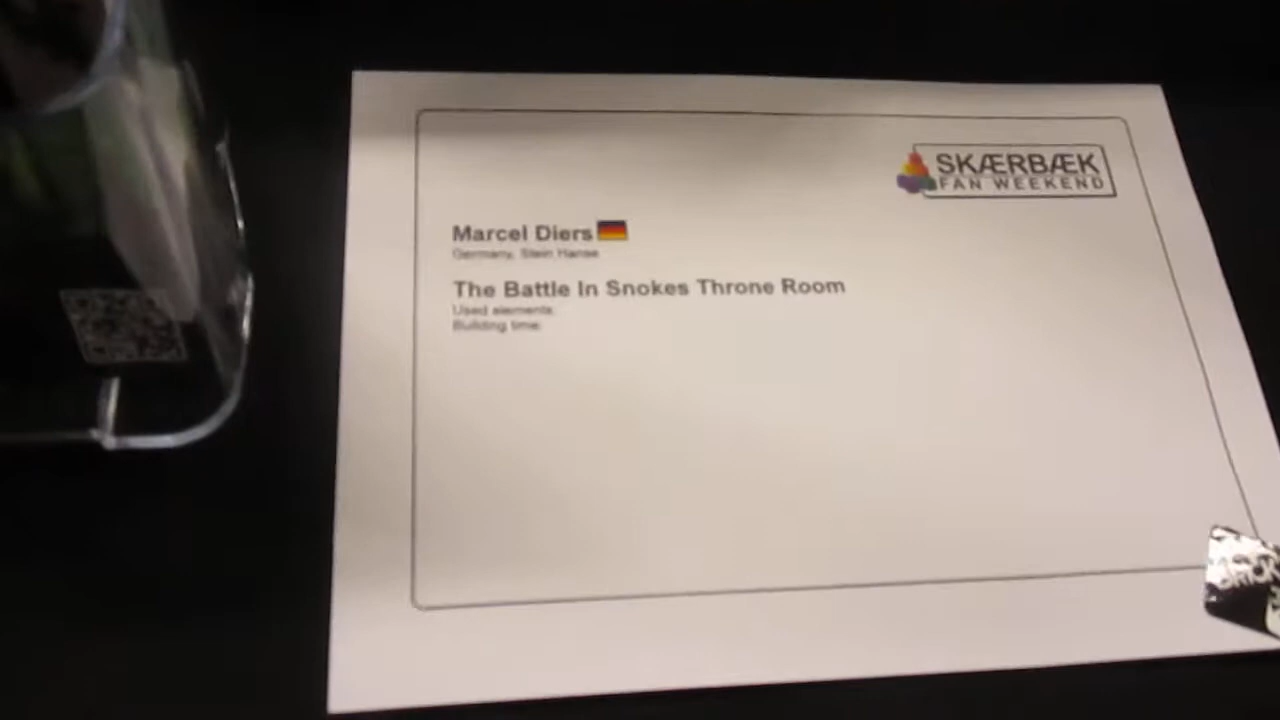 SKÆRBÆK
FAN WEEKEND
Marcel Diers
Germany, Stein Hanse
The Battle In Snokes Throne Room
Used elements:
Building time: